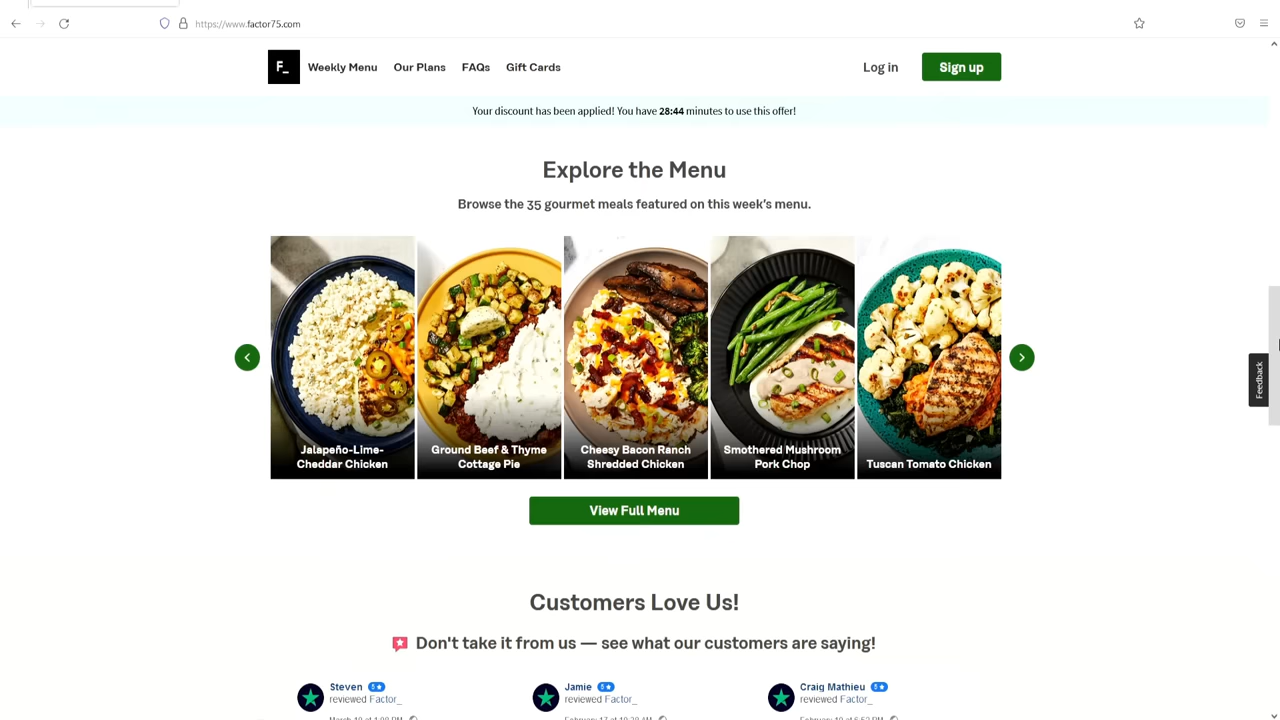 https://www.factor75.com
F_
Weekly Menu
Our Plans
FAQs
Gift Cards
Log in
Sign up
Your discount has been applied! You have 28:44 minutes to use this offer!
Explore the Menu
Browse the 35 gourmet meals featured on this week's menu.
Jalapeño-Lime-
Cheddar Chicken
Ground Beef & Thyme
Cottage Pie
Cheesy Bacon Ranch
Shredded Chicken
Smothered Mushroom
Pork Chop
Tuscan Tomato Chicken
View Full Menu
Feedback
Customers Love Us!
Don't take it from us — see what our customers are saying!
Steven 5★
reviewed Factor_
Jamie 5★
reviewed Factor_
Craig Mathieu 5★
reviewed Factor_